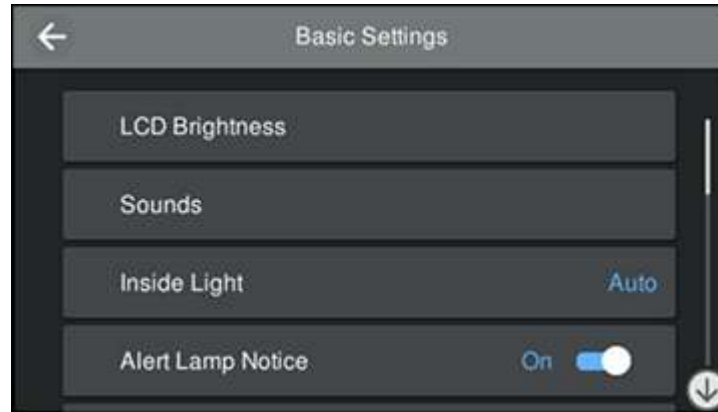 Basic Settings
LCD Brightness
Sounds
Inside Light Auto
Alert Lamp Notice On